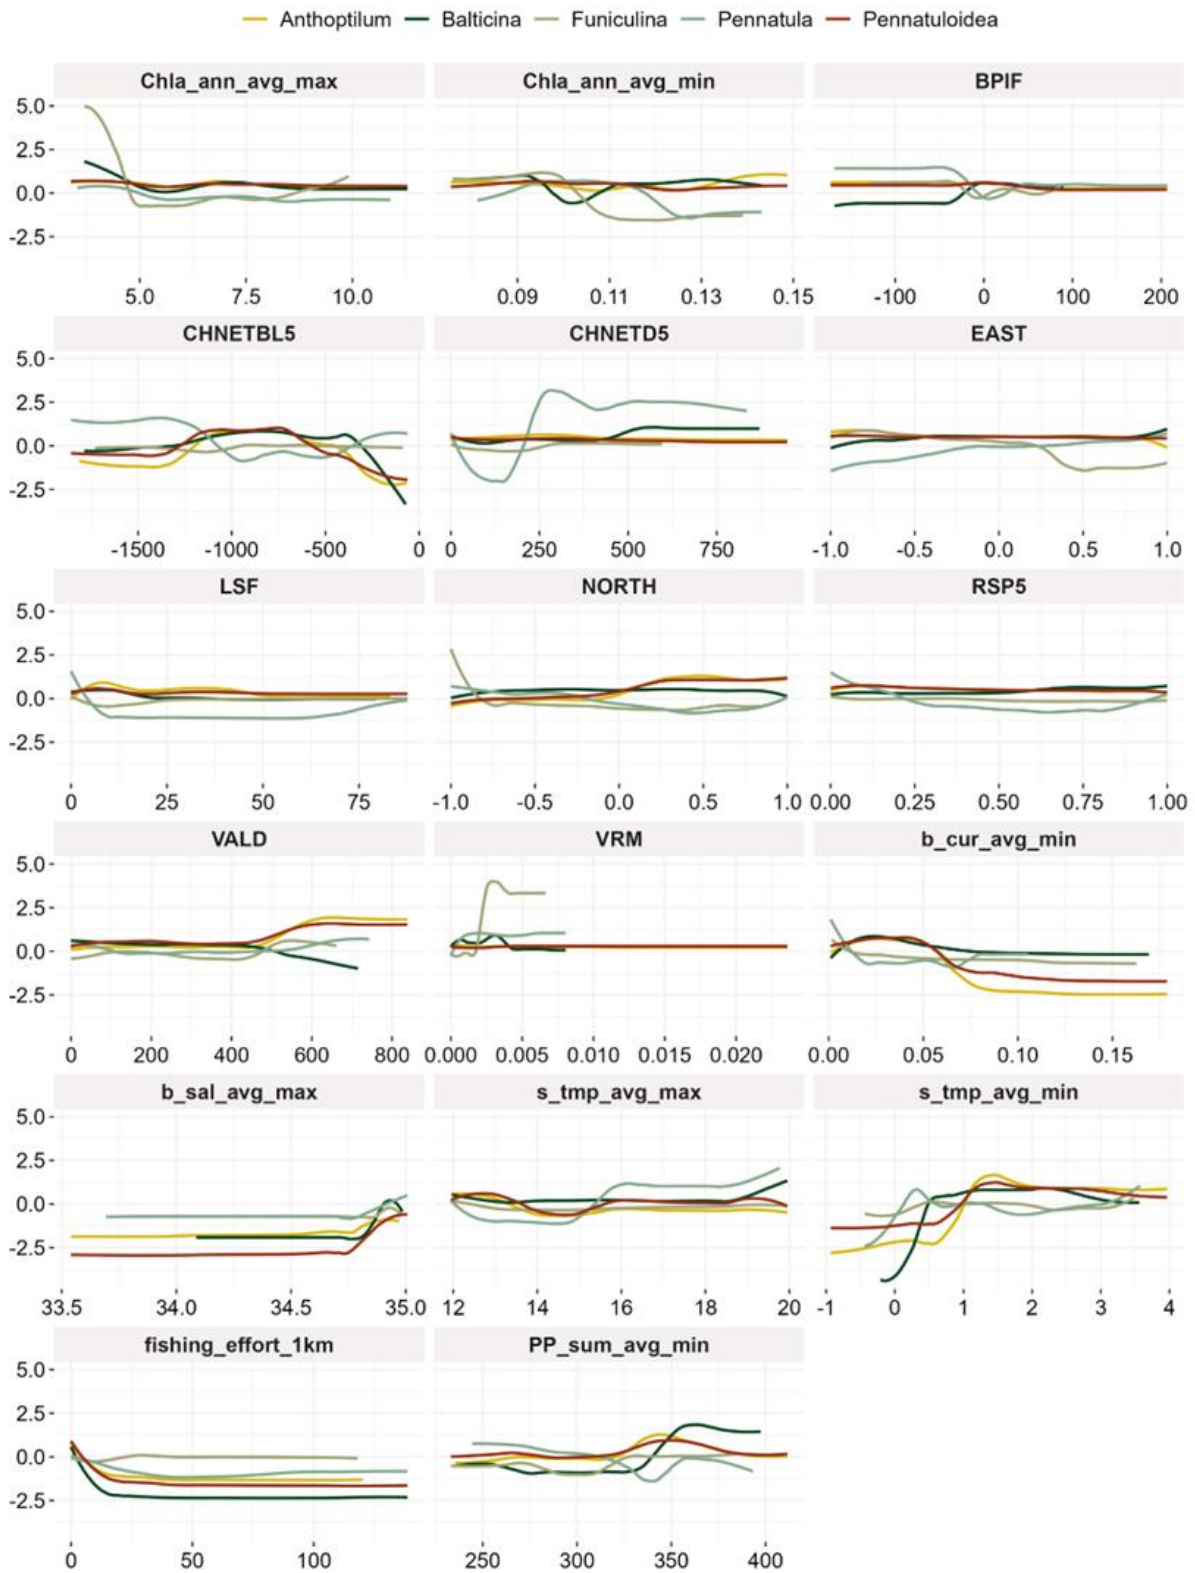 Anthoptilum Balticina Funiculina Pennatula Pennatuloidea
Chla_ann_avg_max Chla_ann_avg_min BPIF
5.0
2.5
0.0
-2.5
5.0 7.5 10.0 0.09 0.11 0.13 0.15 -100 0 100 200
CHNETBL5 CHNETD5 EAST
5.0
2.5
0.0
-2.5
-1500 -1000 -500 0 0 250 500 750 -1.0 -0.5 0.0 0.5 1.0
LSF NORTH RSP5
5.0
2.5
0.0
-2.5
0 25 50 75 -1.0 -0.5 0.0 0.5 1.0 0.00 0.25 0.50 0.75 1.00
VALD VRM b_cur_avg_min
5.0
2.5
0.0
-2.5
0 200 400 600 800 0.000 0.005 0.010 0.015 0.020 0.00 0.05 0.10 0.15
b_sal_avg_max s_tmp_avg_max s_tmp_avg_min
5.0
2.5
0.0
-2.5
33.5 34.0 34.5 35.0 12 14 16 18 20 -1 0 1 2 3 4
fishing_effort_1km PP_sum_avg_min
5.0
2.5
0.0
-2.5
0 50 100 250 300 350 400